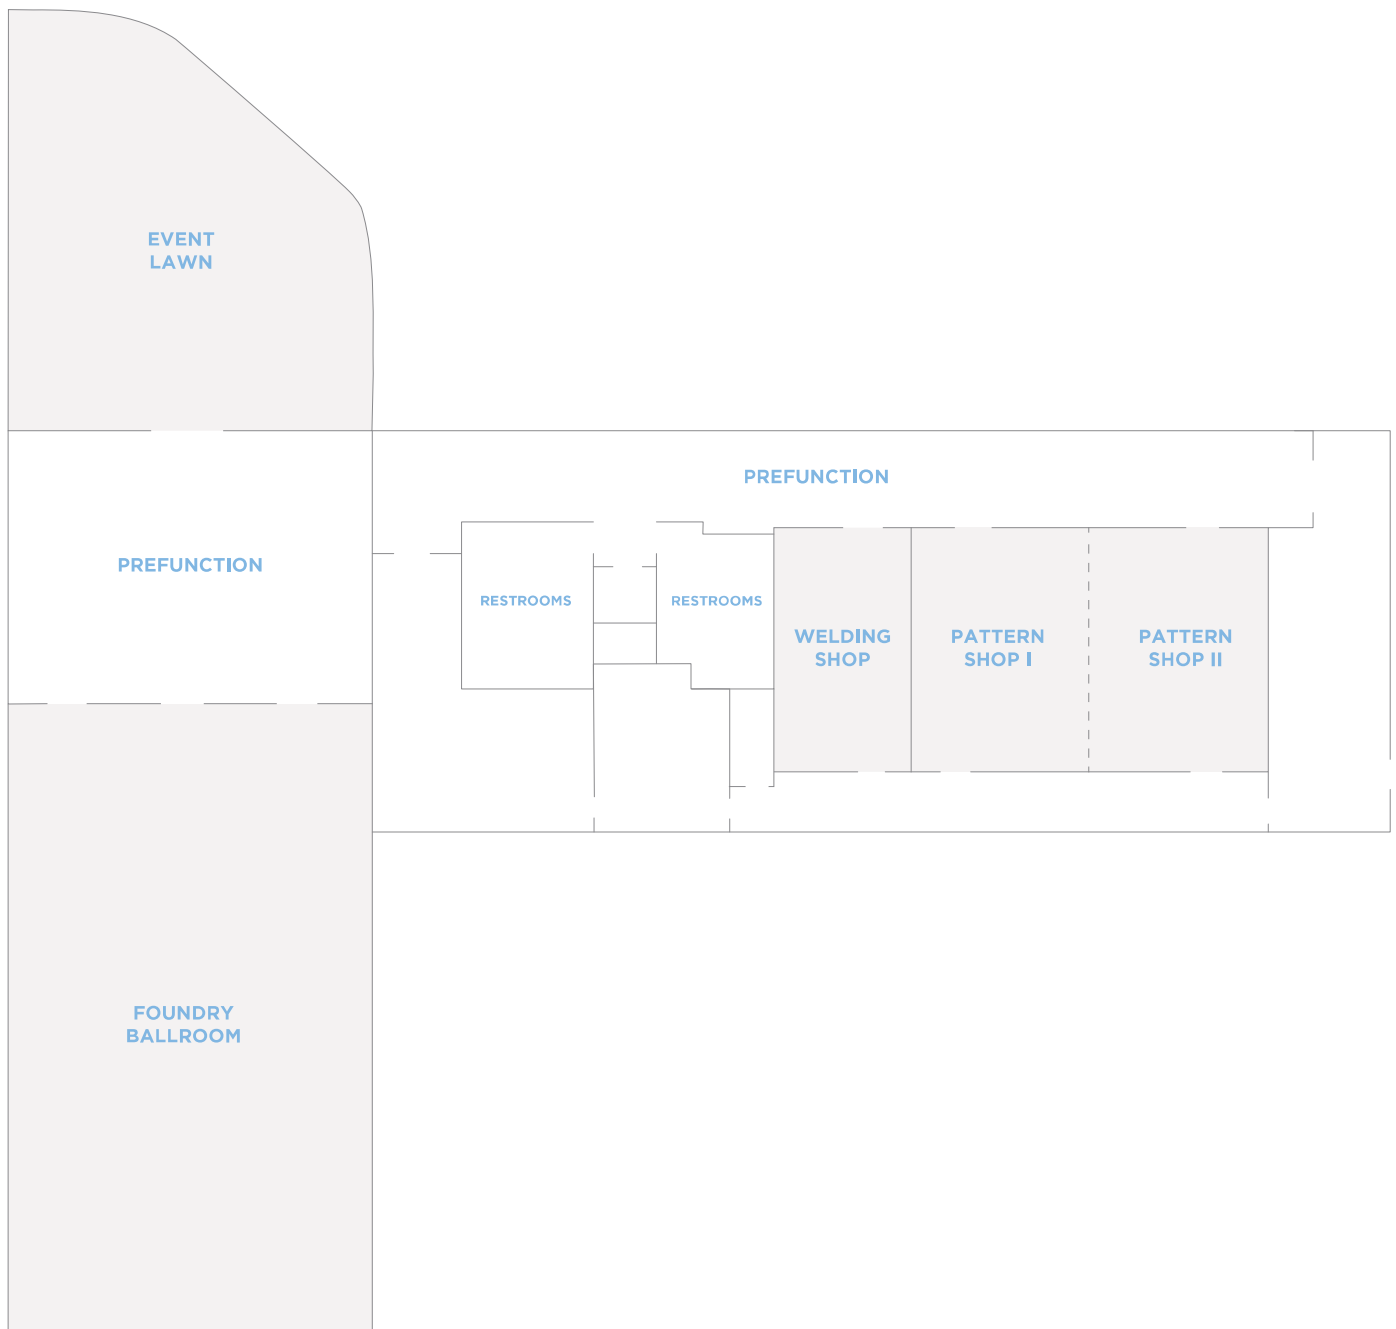 EVENT
LAWN
PREFUNCTION
PREFUNCTION
RESTROOMS
RESTROOMS
WELDING
SHOP
PATTERN
SHOP I
PATTERN
SHOP II
FOUNDRY
BALLROOM